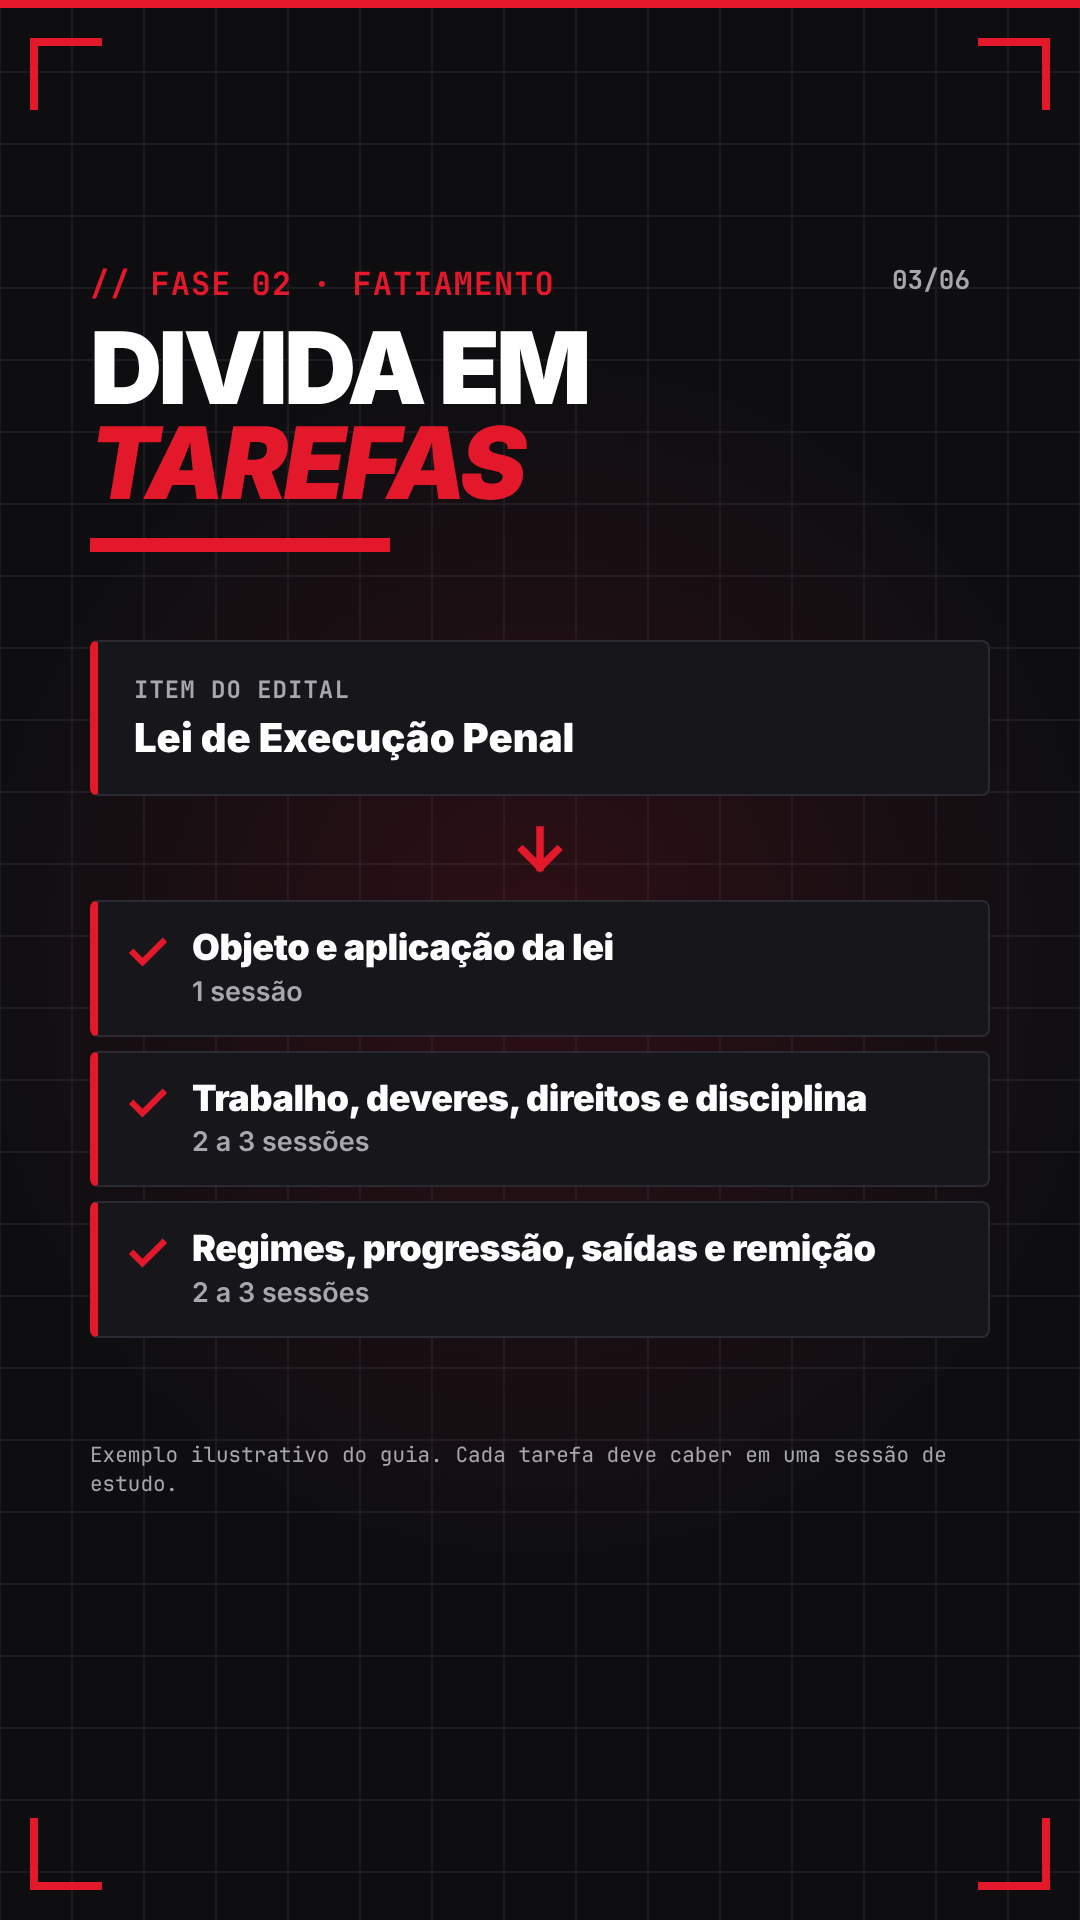 // FASE 02 · FATIAMENTO
03/06
DIVIDA EM
TAREFAS
ITEM DO EDITAL
Lei de Execução Penal
Objeto e aplicação da lei
1 sessão
Trabalho, deveres, direitos e disciplina
2 a 3 sessões
Regimes, progressão, saídas e remição
2 a 3 sessões
Exemplo ilustrativo do guia. Cada tarefa deve caber em uma sessão de
estudo.